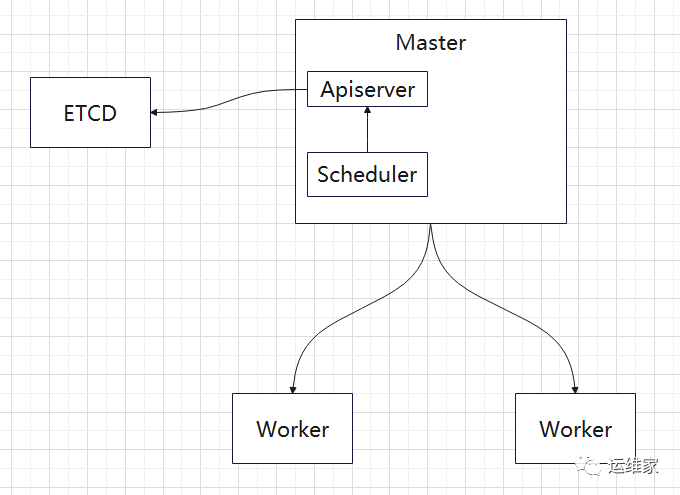 Master
Apiserver
ETCD
Scheduler
Worker
Worker
运维家